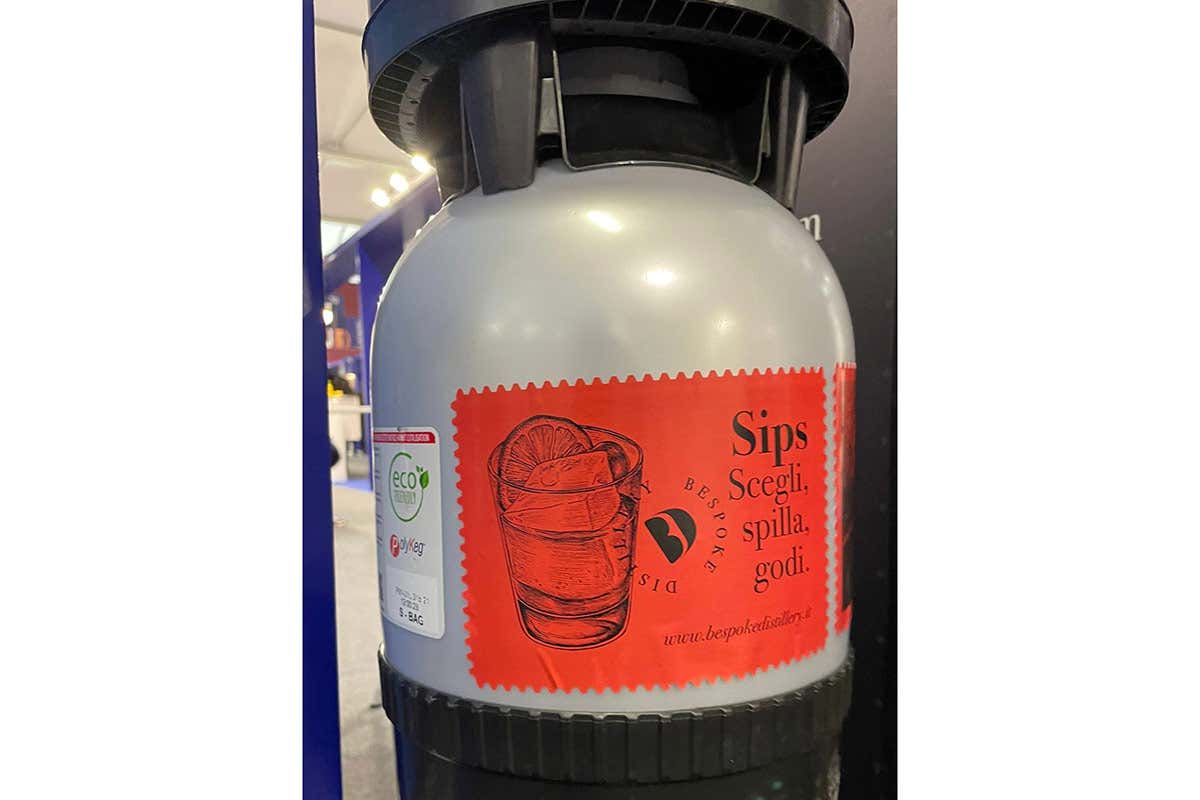 m
eco
FRIENDLY
PolyKeg
S - BAG
BESPOKE DISTILLERY
Sips
Scegli,
spilla,
godi.
www.bespokedistillery.it